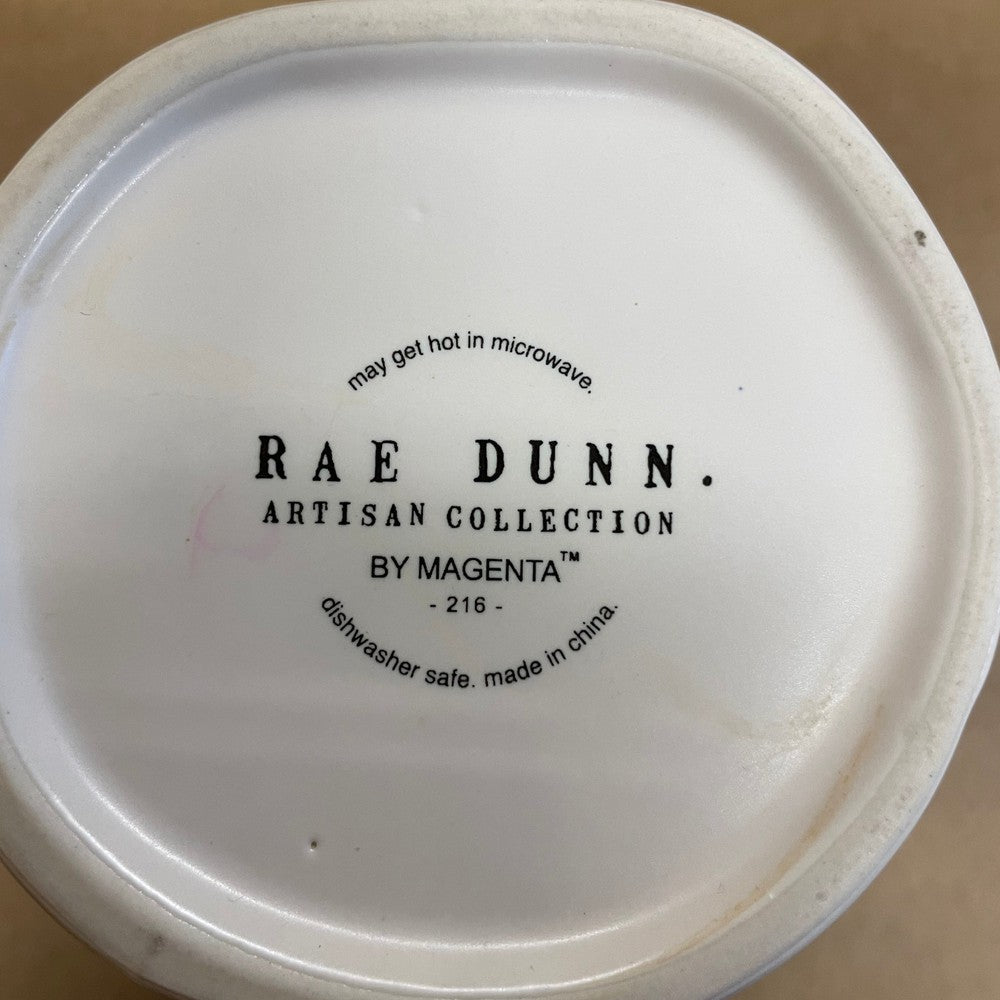 may get hot in microwave.
RAE DUNN.
ARTISAN COLLECTION
BY MAGENTA™
- 216 -
dishwasher safe. made in china.